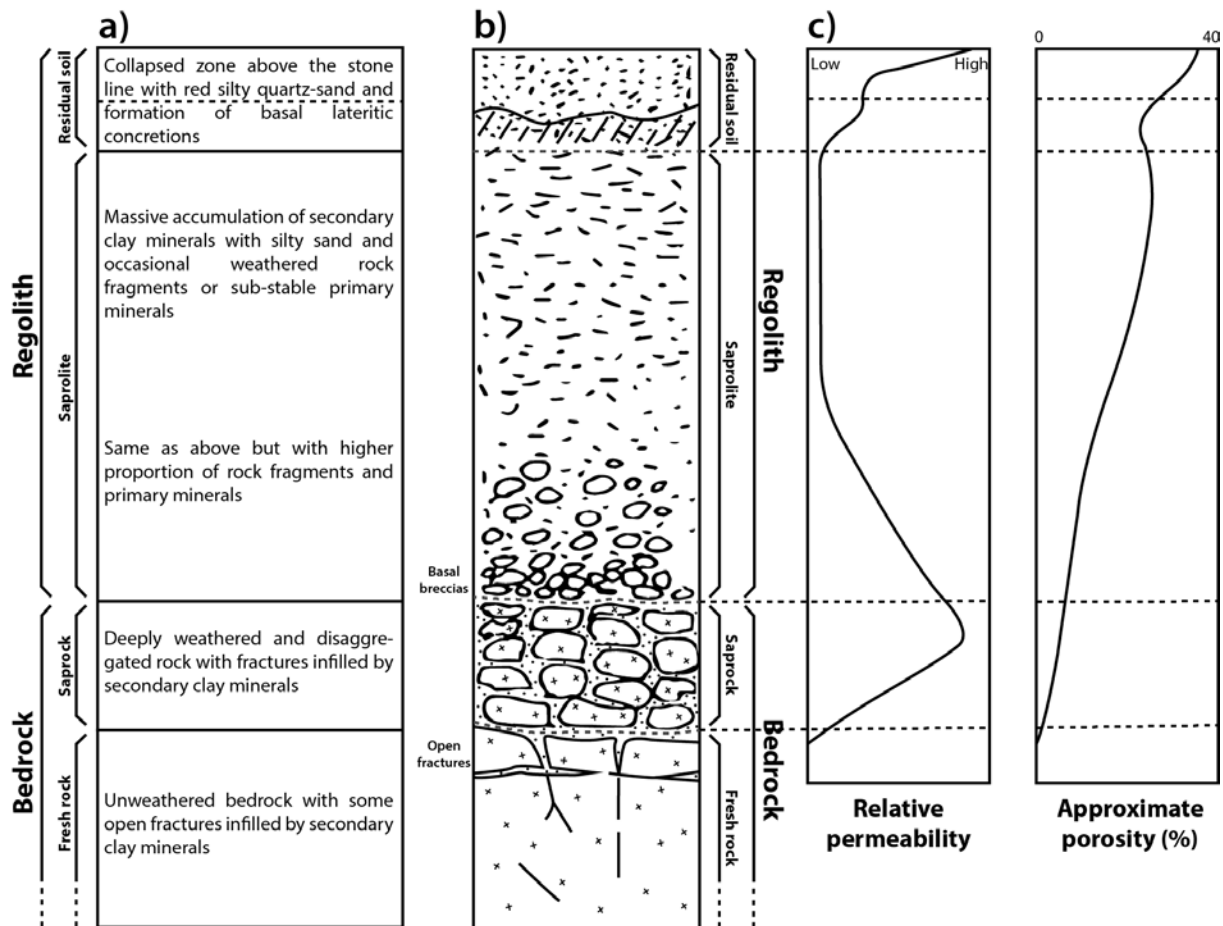 a)
Regolith
Bedrock
Residual soil
Saprolite
Saprock
Fresh rock
Collapsed zone above the stone
line with red silty quartz-sand and
formation of basal lateritic
concretions
Massive accumulation of secondary
clay minerals with silty sand and
occasional weathered rock
fragments or sub-stable primary
minerals
Same as above but with higher
proportion of rock fragments and
primary minerals
Deeply weathered and disaggre-
gated rock with fractures infilled by
secondary clay minerals
Unweathered bedrock with some
open fractures infilled by secondary
clay minerals
b)
Basal
breccias
Open
fractures
Residual soil
Saprolite
Saprock
Fresh rock
Regolith
Bedrock
c)
Low
High
Relative
permeability
0
40
Approximate
porosity (%)